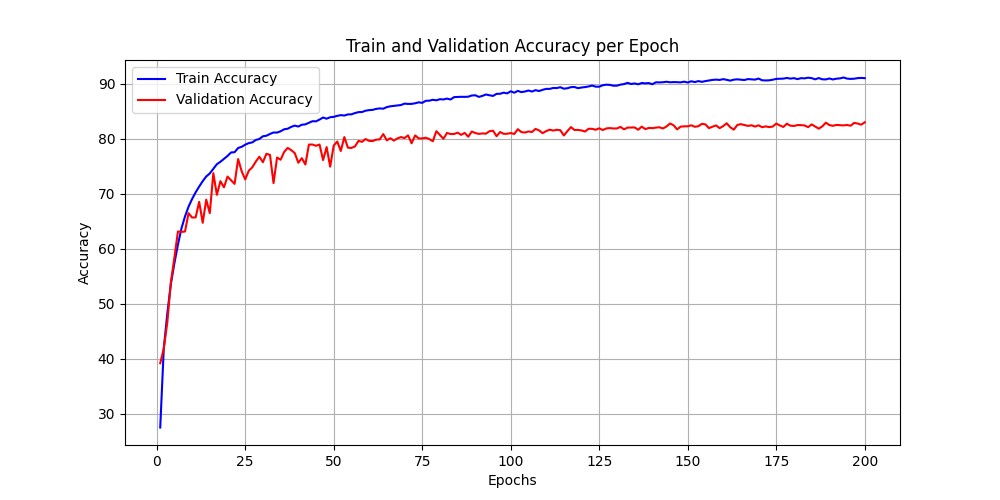 Train and Validation Accuracy per Epoch
Train Accuracy
Validation Accuracy
Accuracy
90
80
70
60
50
40
30
0 25 50 75 100 125 150 175 200
Epochs